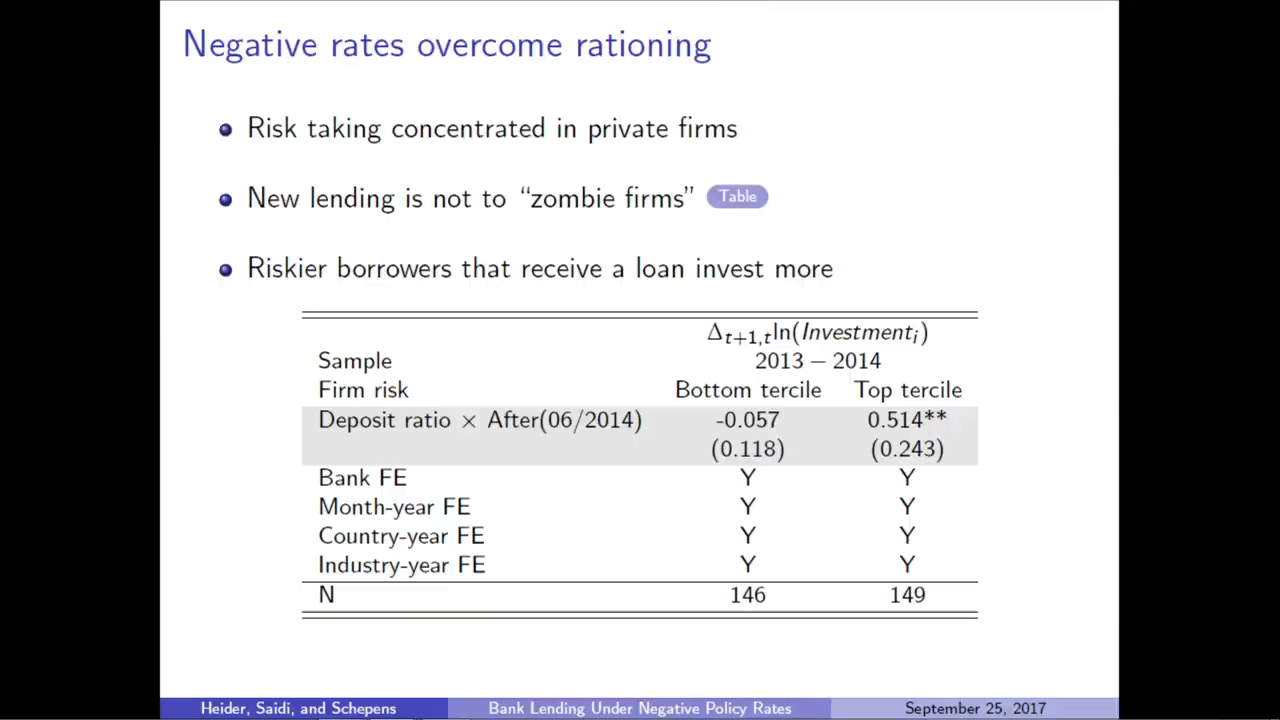 Negative rates overcome rationing
Risk taking concentrated in private firms
New lending is not to “zombie firms” Table
Riskier borrowers that receive a loan invest more
Δt+1,tln(Investmenti)
Sample 2013 − 2014
Firm risk Bottom tercile Top tercile
Deposit ratio × After(06/2014) -0.057 0.514**
(0.118) (0.243)
Bank FE Y Y
Month-year FE Y Y
Country-year FE Y Y
Industry-year FE Y Y
N 146 149
Heider, Saidi, and Schepens Bank Lending Under Negative Policy Rates September 25, 2017